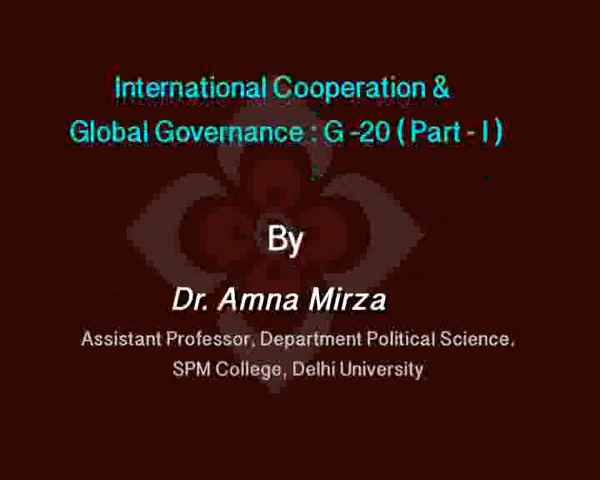 International Cooperation &
Global Governance : G -20 ( Part - I )
By
Dr. Amna Mirza
Assistant Professor, Department Political Science,
SPM College, Delhi University